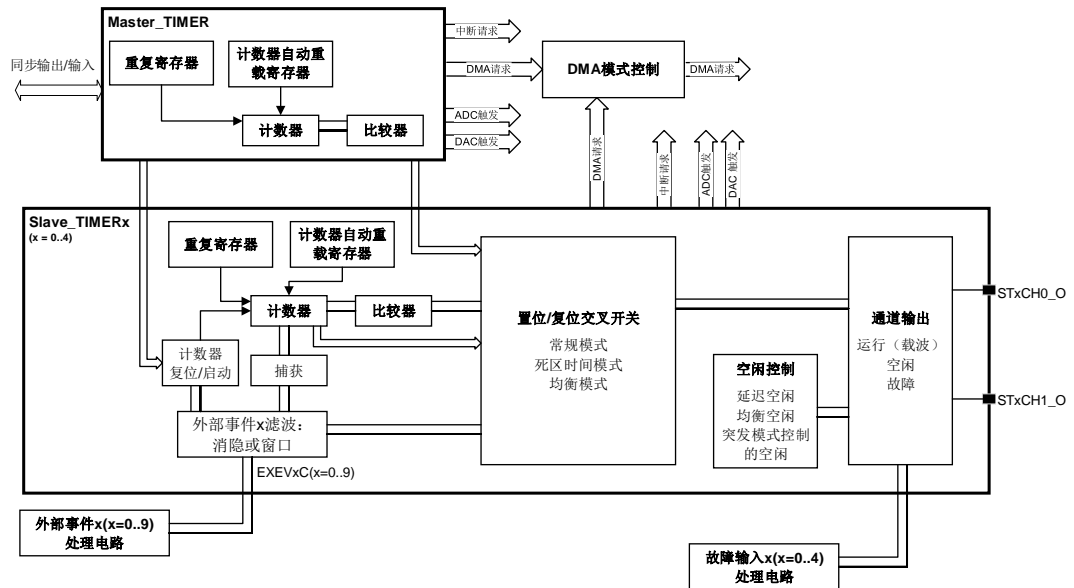 Master_TIMER
同步输出/输入
重复寄存器
计数器自动重
载寄存器
计数器
比较器
中断请求
DMA请求
DMA模式控制
DMA请求
ADC触发
DAC触发
DMA请求
中断请求
ADC触发
DAC 触发
Slave_TIMERx
(x = 0..4)
重复寄存器
计数器自动重
载寄存器
计数器
比较器
计数器
复位/启动
捕获
外部事件x滤波：
消隐或窗口
EXEVxC(x=0..9)
置位/复位交叉开关
常规模式
死区时间模式
均衡模式
空闲控制
延迟空闲
均衡空闲
突发模式控制
的空闲
通道输出
运行（载波）
空闲
故障
STxCH0_O
STxCH1_O
外部事件x(x=0..9)
处理电路
故障输入x(x=0..4)
处理电路